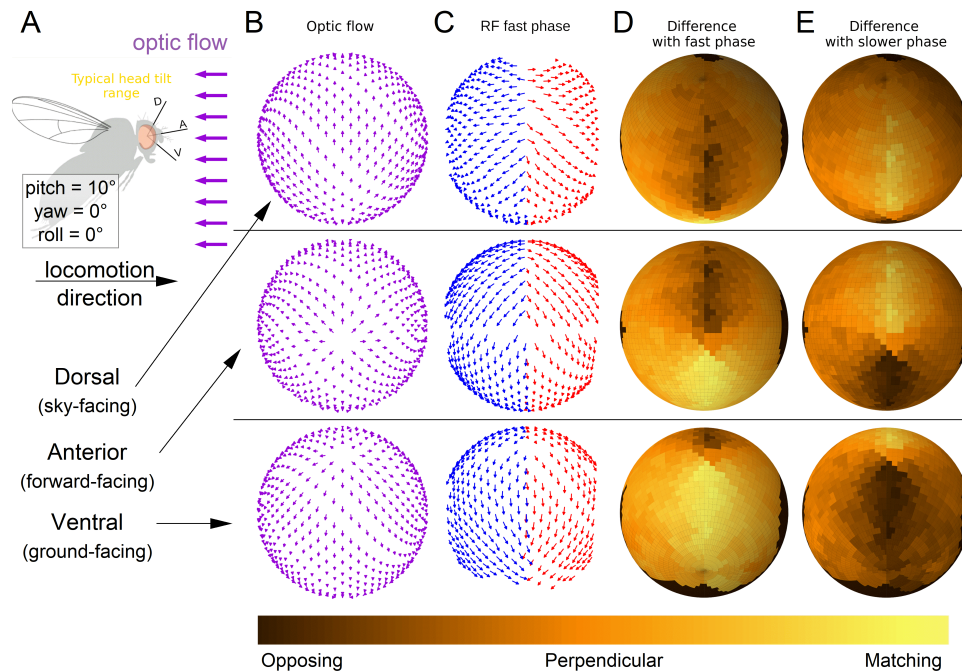 A
B
C
D
E
optic flow
Optic flow
RF fast phase
Difference
with fast phase
Difference
with slower phase
Typical head tilt
range
D
A
V
pitch = 10°
yaw = 0°
roll = 0°
locomotion
direction
Dorsal
(sky-facing)
Anterior
(forward-facing)
Ventral
(ground-facing)
Opposing
Perpendicular
Matching